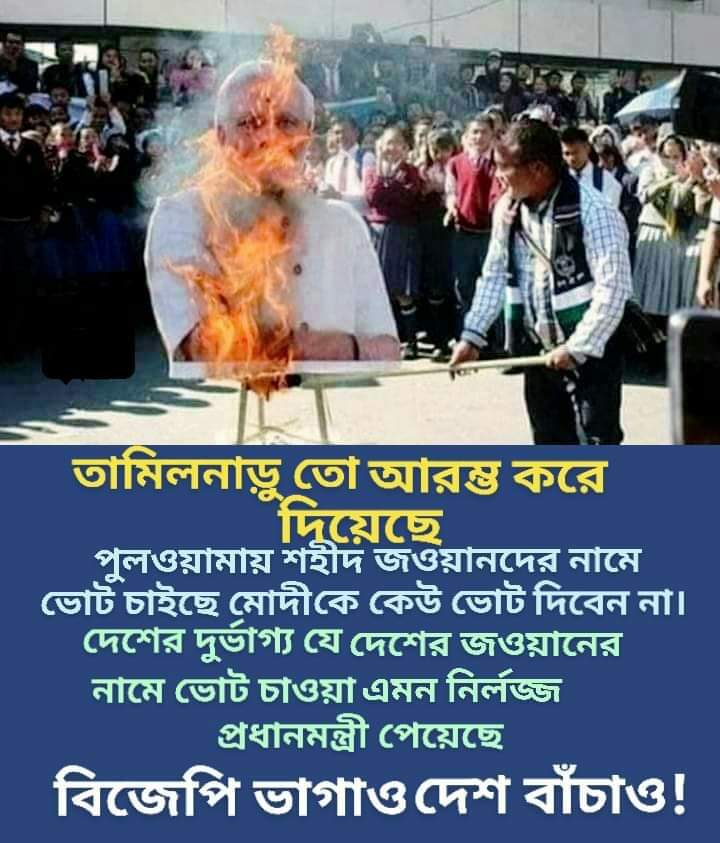 তামিলনাড়ু তো আরম্ভ করে
দিয়েছে
পুলওয়ামায় শহীদ জওয়ানদের নামে
ভোট চাইছে মোদীকে কেউ ভোট দিবেন না।
দেশের দুর্ভাগ্য যে দেশের জওয়ানের
নামে ভোট চাওয়া এমন নির্লজ্জ
প্রধানমন্ত্রী পেয়েছে
বিজেপি ভাগাও দেশ বাঁচাও!